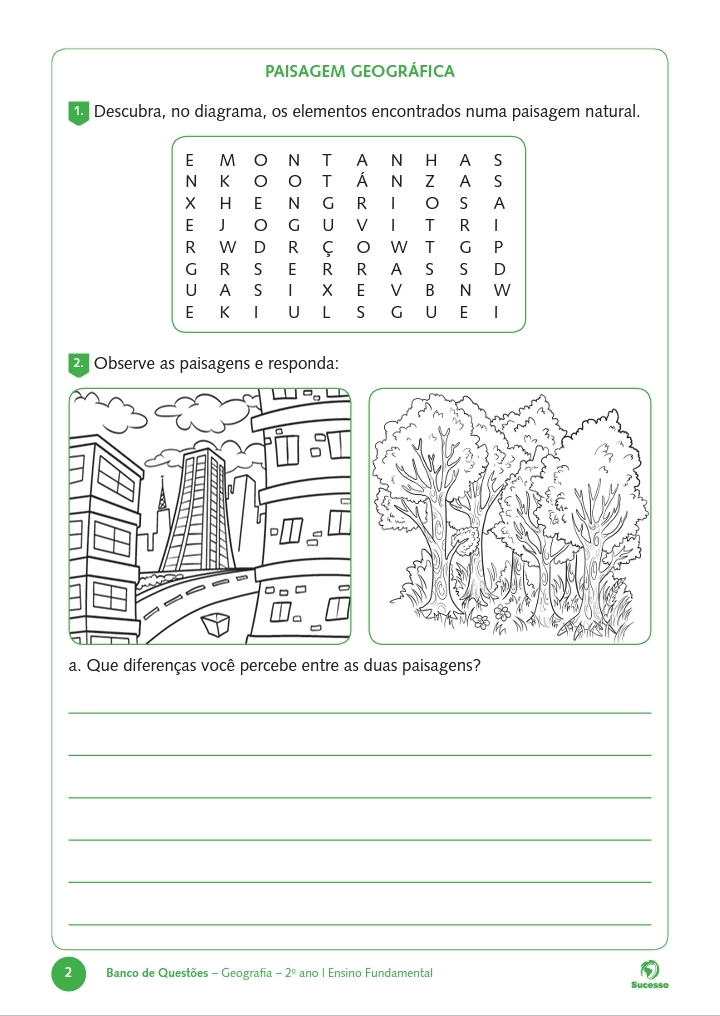 PAISAGEM GEOGRÁFICA
1. Descubra, no diagrama, os elementos encontrados numa paisagem natural.
E M O N T A N H A S
N K O O T Á N Z A S
X H E N G R I O S A
E J O G U V I T R I
R W D R Ç O W T G P
G R S E R R A S S D
U A S I X E V B N W
E K I U L S G U E I
2. Observe as paisagens e responda:
a. Que diferenças você percebe entre as duas paisagens?
2 Banco de Questões – Geografia – 2º ano I Ensino Fundamental
Sucesso